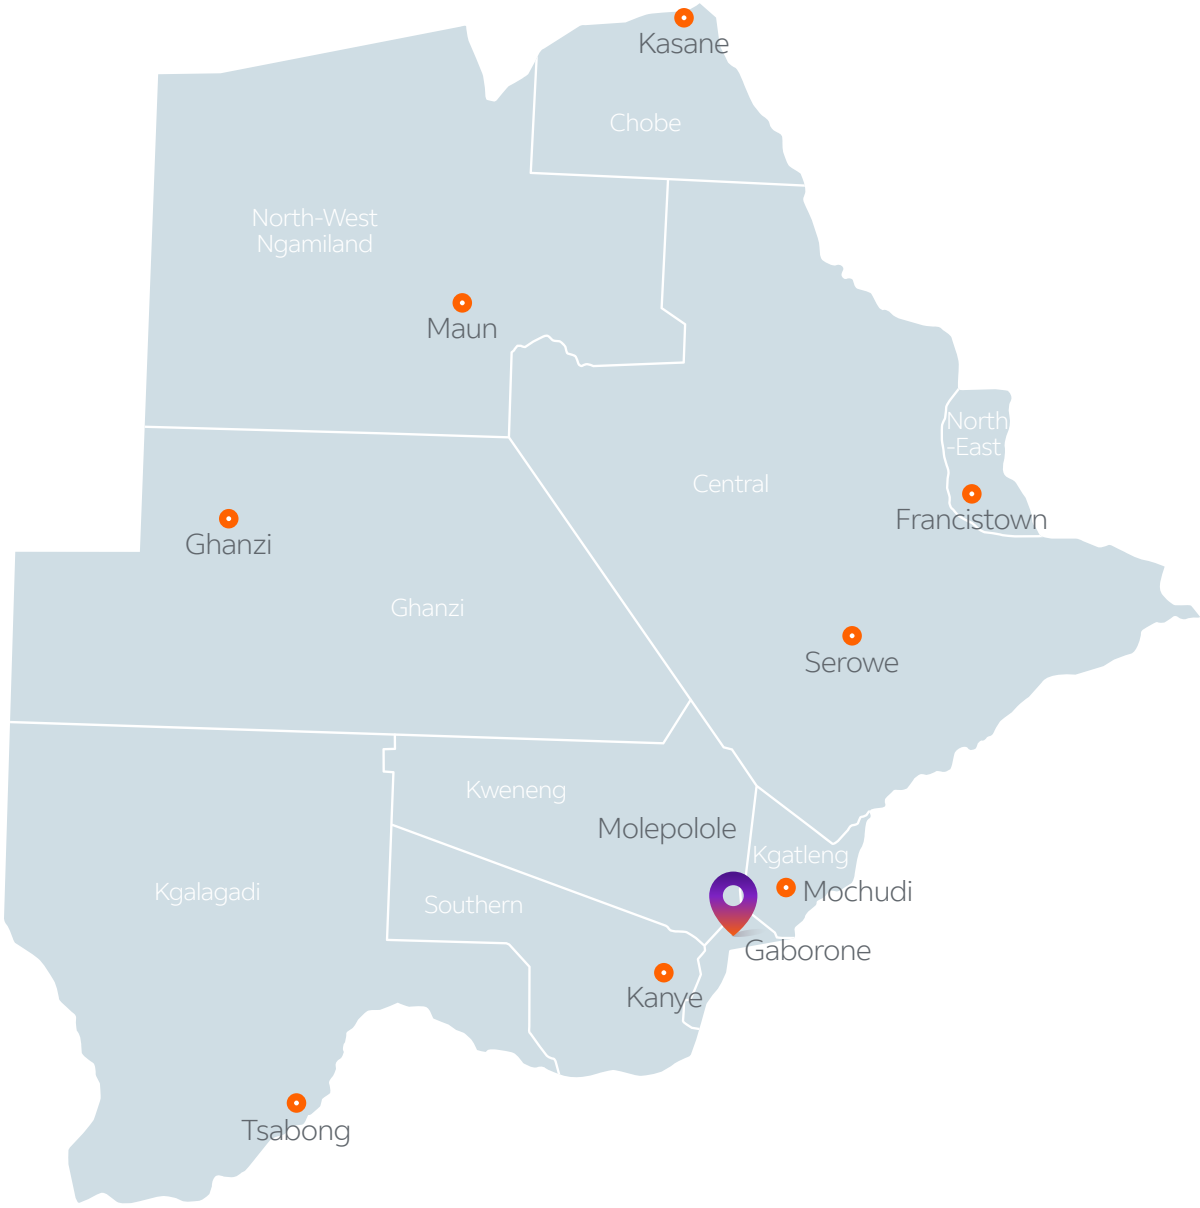 Kasane
Chobe
North-West
Ngamiland
Maun
North
-East
Central
Francistown
Ghanzi
Ghanzi
Serowe
Kweneng
Molepolole
Kgatleng
Kgalagadi
Southern
Mochudi
Gaborone
Kanye
Tsabong